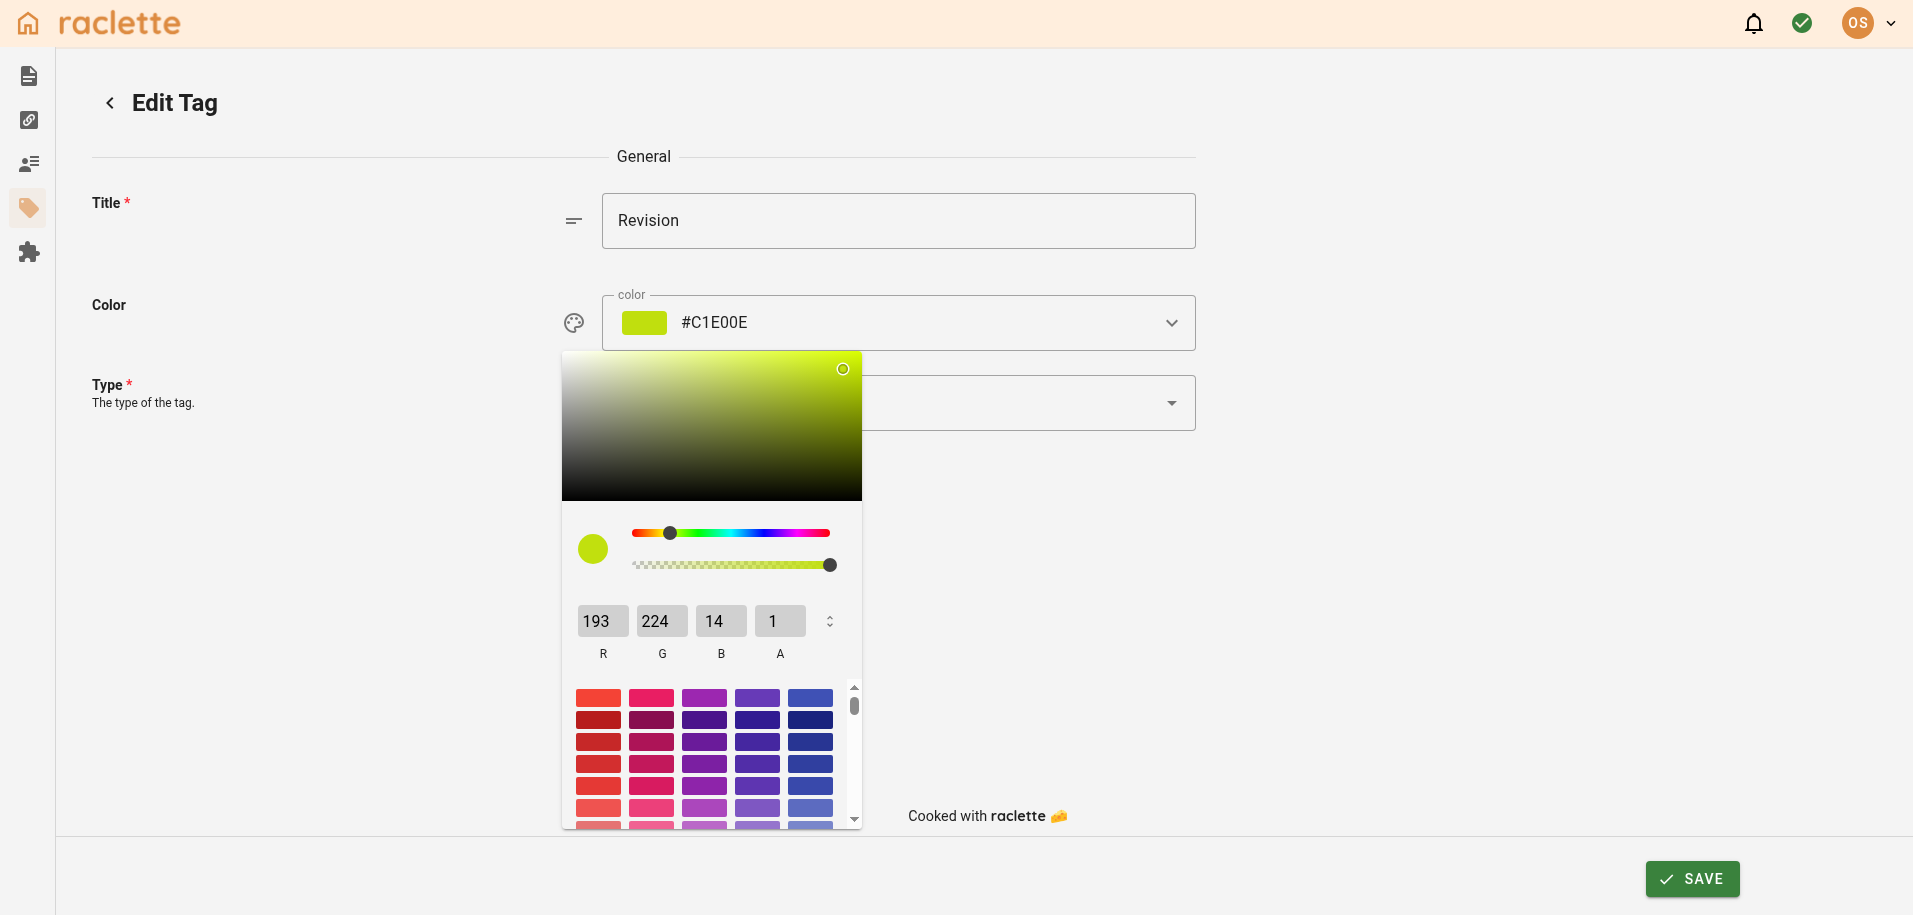 raclette
OS
Edit Tag
General
Title *
Revision
Color
color
#C1E00E
Type *
The type of the tag.
193 224 14 1
R G B A
Cooked with raclette 🧀
SAVE